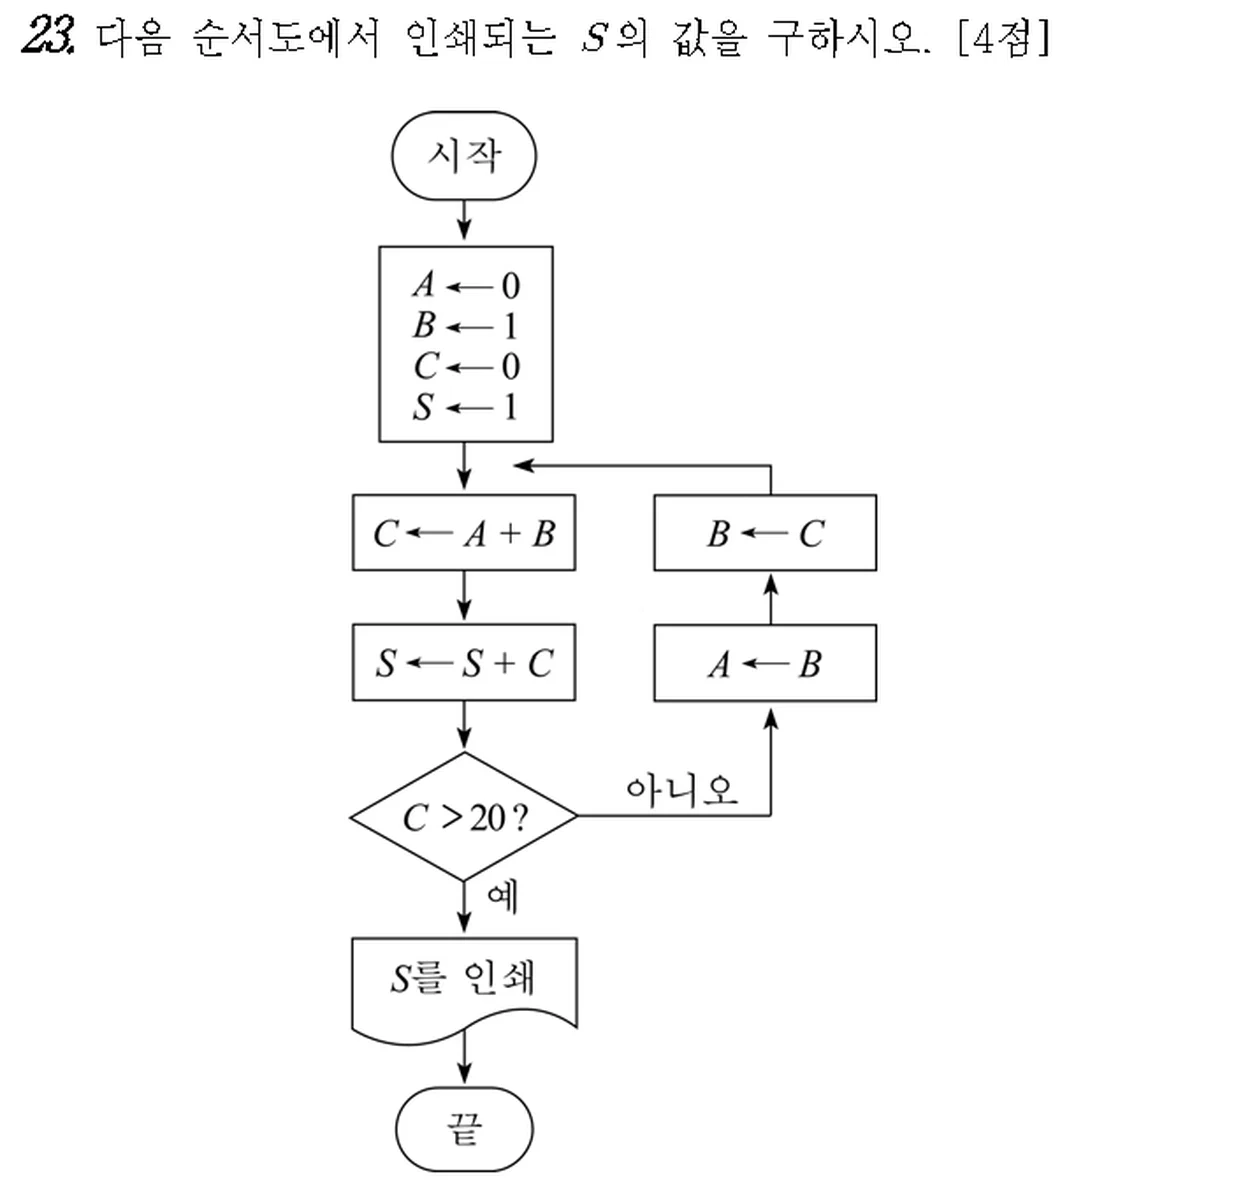 23. 다음 순서도에서 인쇄되는 S의 값을 구하시오. [4점]
시작
A ← 0
B ← 1
C ← 0
S ← 1
C ← A + B
S ← S + C
C > 20 ?
아니오
A ← B
B ← C
예
S를 인쇄
끝